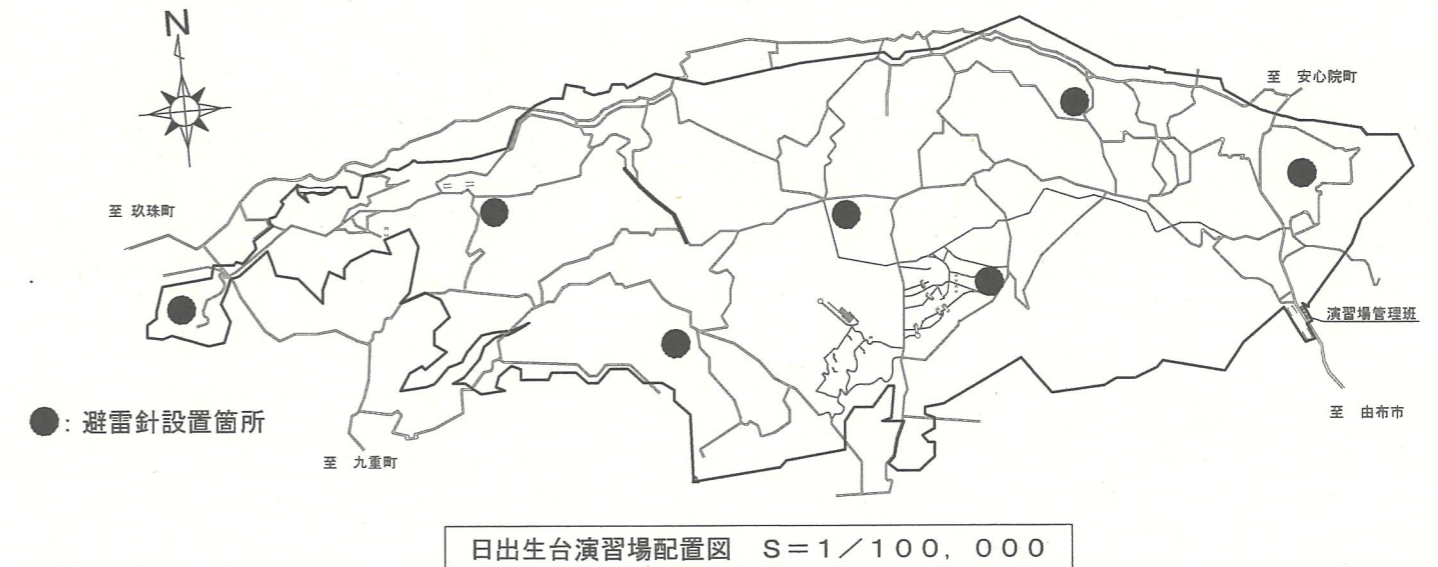 N
至 安心院町
至 玖珠町
演習場管理班
至 由布市
●：避雷針設置箇所
至 九重町
日出生台演習場配置図 S＝１／１００，０００